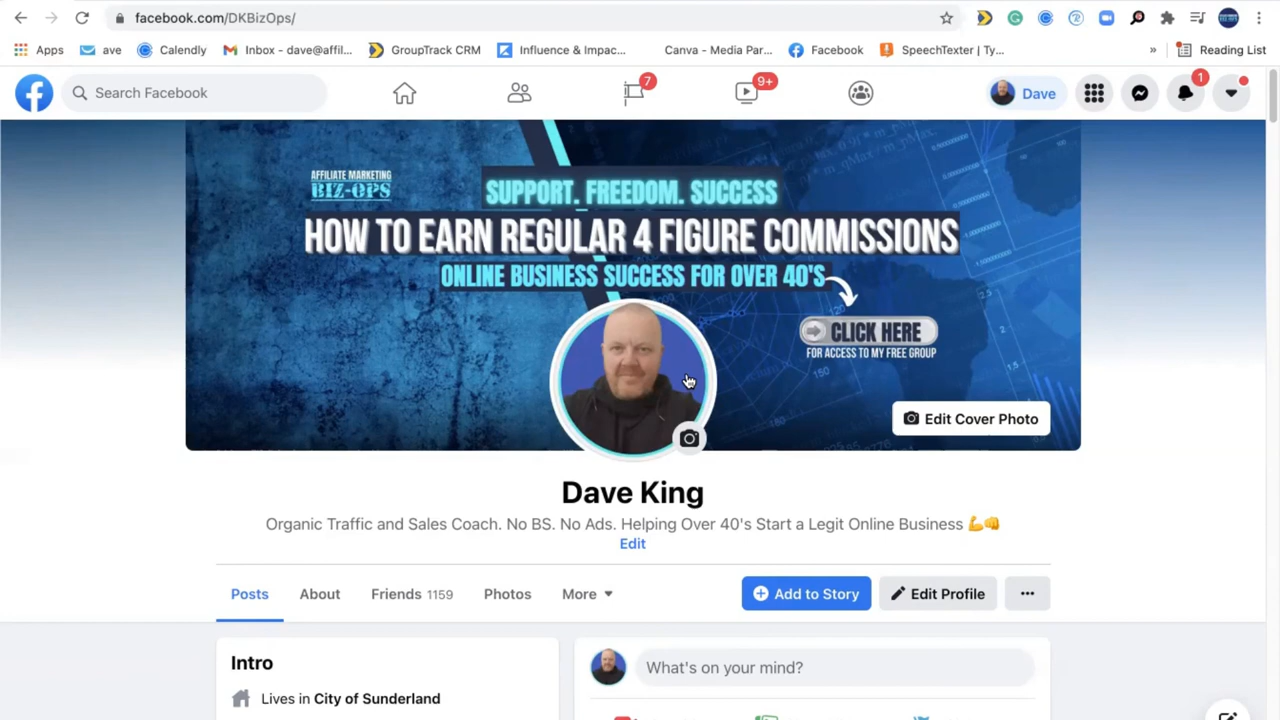 facebook.com/DKBizOps/
Apps
ave
Calendly
Inbox - dave@affil...
GroupTrack CRM
Influence & Impac...
Canva - Media Par...
Facebook
SpeechTexter | Ty...
»
Reading List
Search Facebook
7
9+
Dave
1
AFFILIATE MARKETING
BIZ-OPS
SUPPORT. FREEDOM. SUCCESS
HOW TO EARN REGULAR 4 FIGURE COMMISSIONS
ONLINE BUSINESS SUCCESS FOR OVER 40'S
CLICK HERE
FOR ACCESS TO MY FREE GROUP
Edit Cover Photo
Dave King
Organic Traffic and Sales Coach. No BS. No Ads. Helping Over 40's Start a Legit Online Business 💪👊
Edit
Posts
About
Friends 1159
Photos
More
Add to Story
Edit Profile
Intro
What's on your mind?
Lives in City of Sunderland